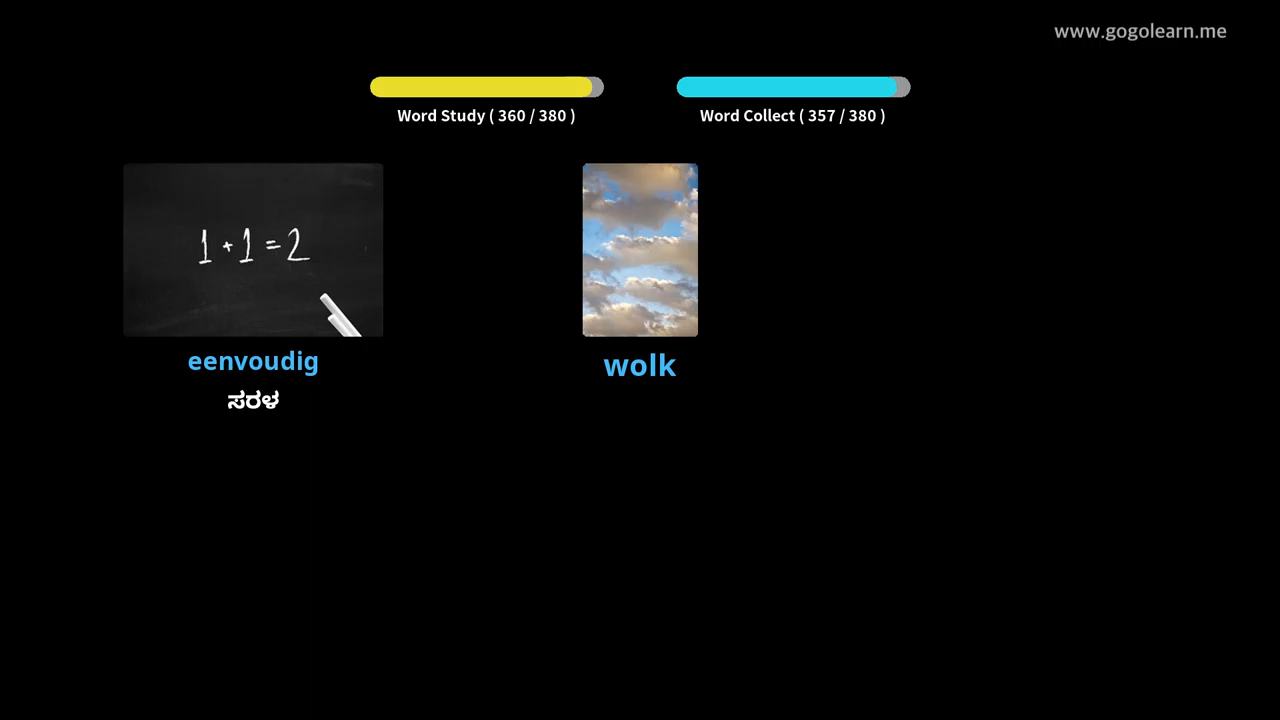 www.gogolearn.me
Word Study ( 360 / 380 )
Word Collect ( 357 / 380 )
1 + 1 = 2
eenvoudig
ಸರಳ
wolk